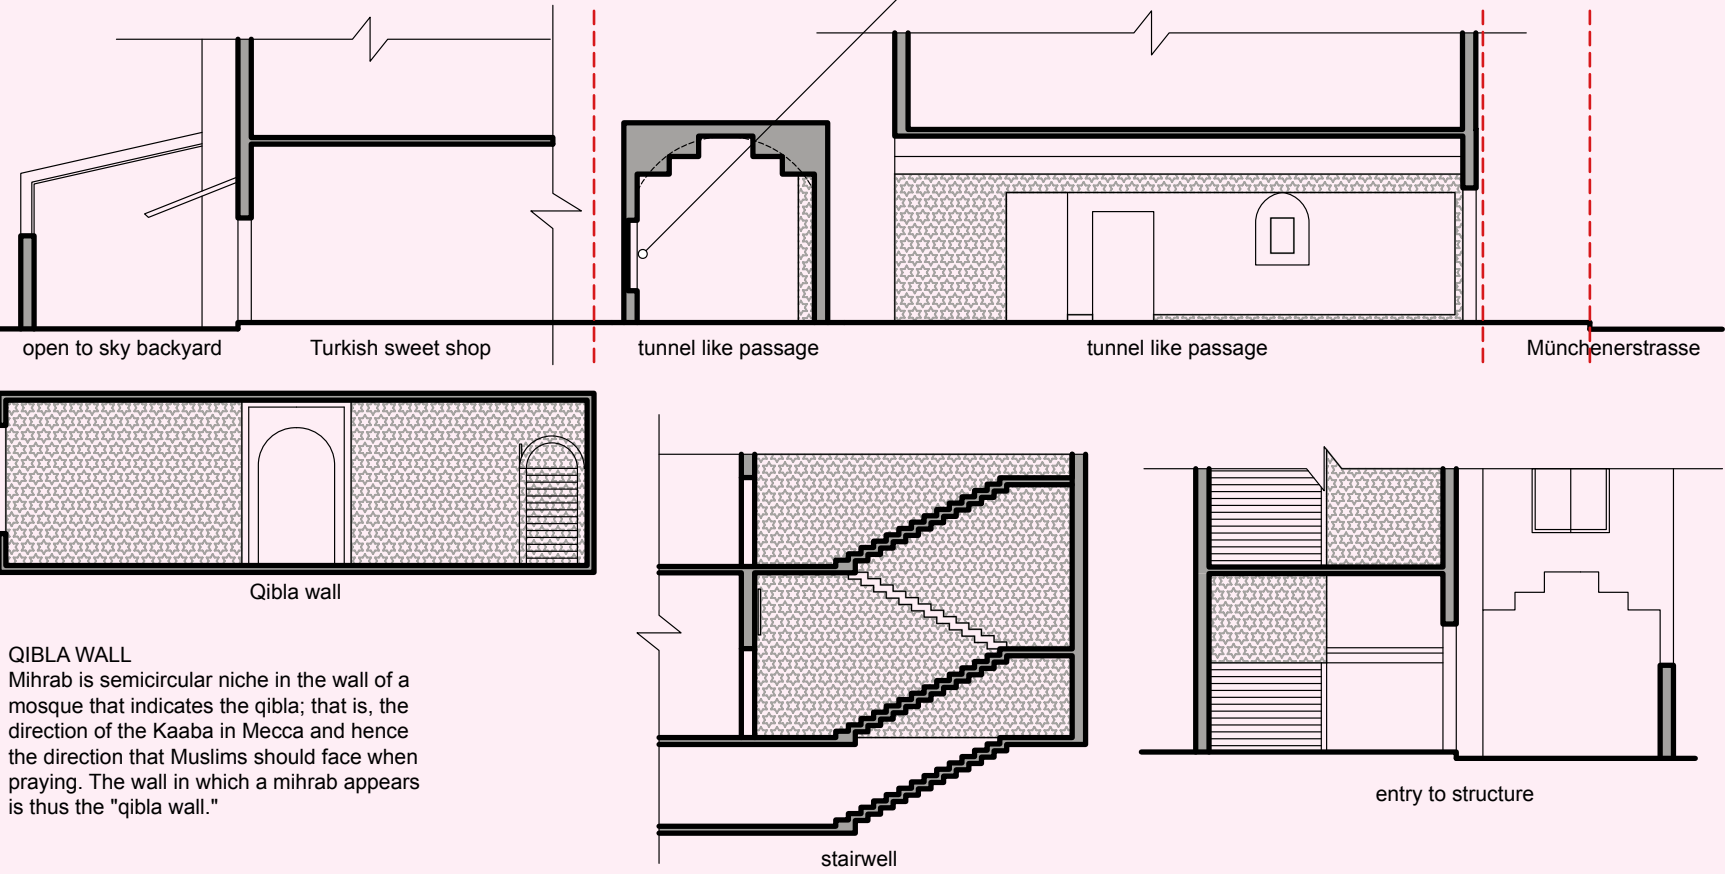 open to sky backyard
Turkish sweet shop
tunnel like passage
tunnel like passage
Münchenerstrasse
Qibla wall
QIBLA WALL
Mihrab is semicircular niche in the wall of a
mosque that indicates the qibla; that is, the
direction of the Kaaba in Mecca and hence
the direction that Muslims should face when
praying. The wall in which a mihrab appears
is thus the "qibla wall."
stairwell
entry to structure